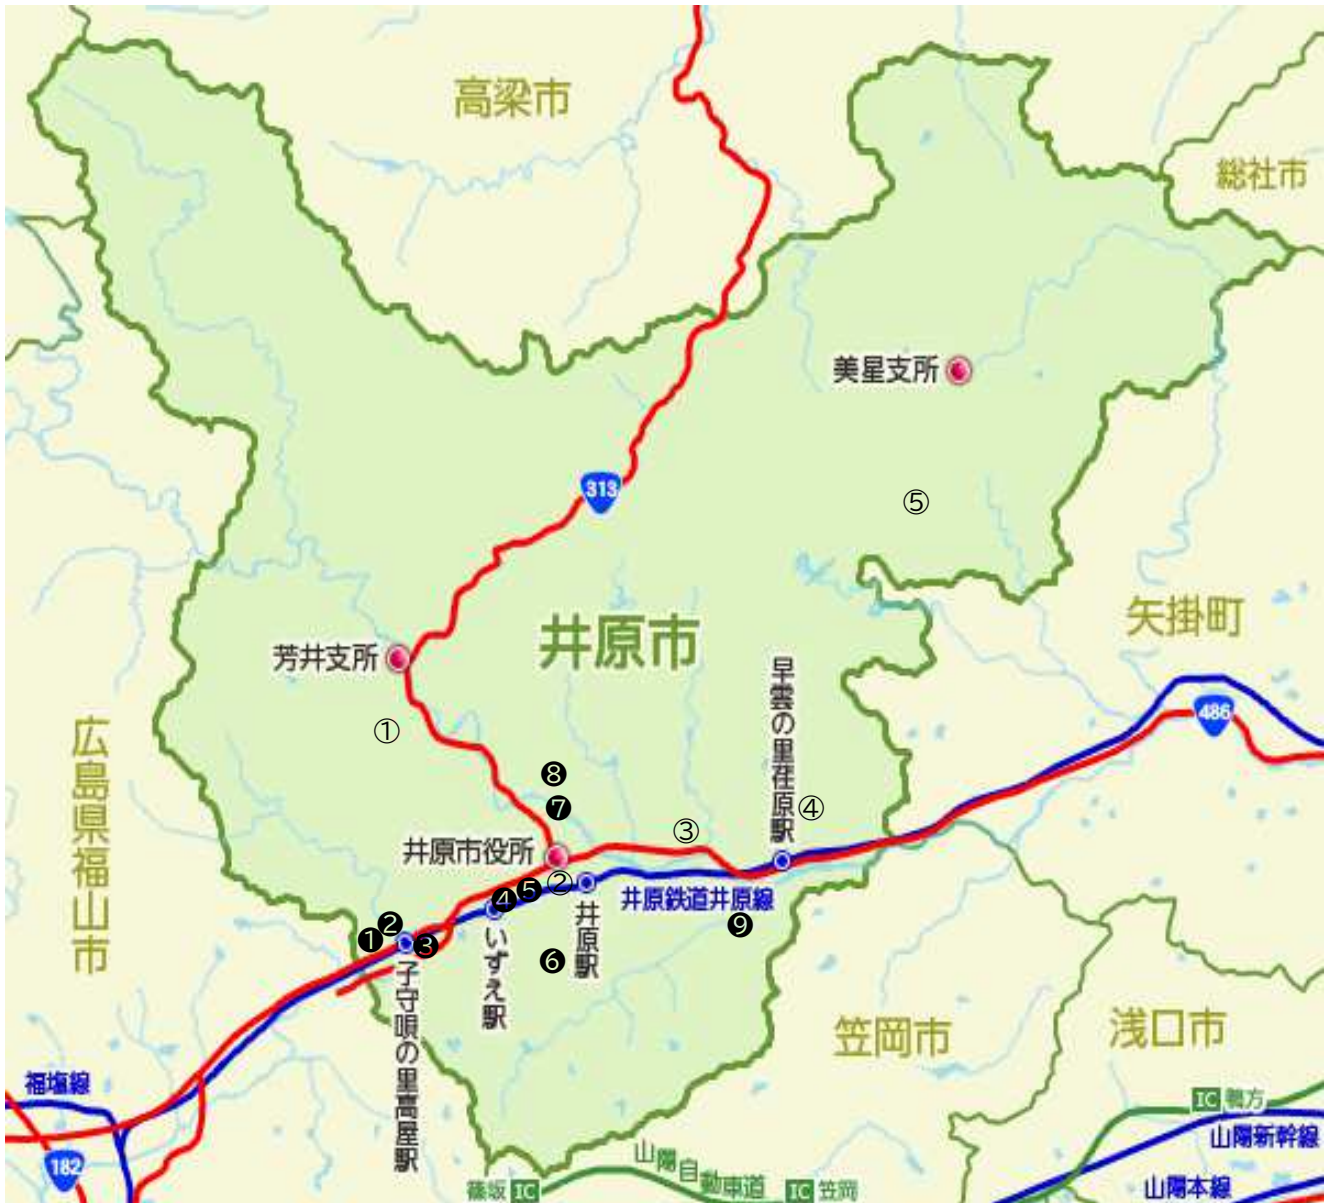 高梁市
総社市
美星支所
313
⑤
井原市
矢掛町
芳井支所
早雲の里荏原駅
486
①
広島県福山市
❽
❼
④
③
井原市役所
②
❺
❹
井原鉄道井原線
❾
❷
❶
❸
井原駅
いずえ駅
❻
子守唄の里高屋駅
笠岡市
浅口市
福塩線
IC 鴨方
山陽新幹線
182
山陽自動車道
篠坂 IC
IC 笠岡
山陽本線